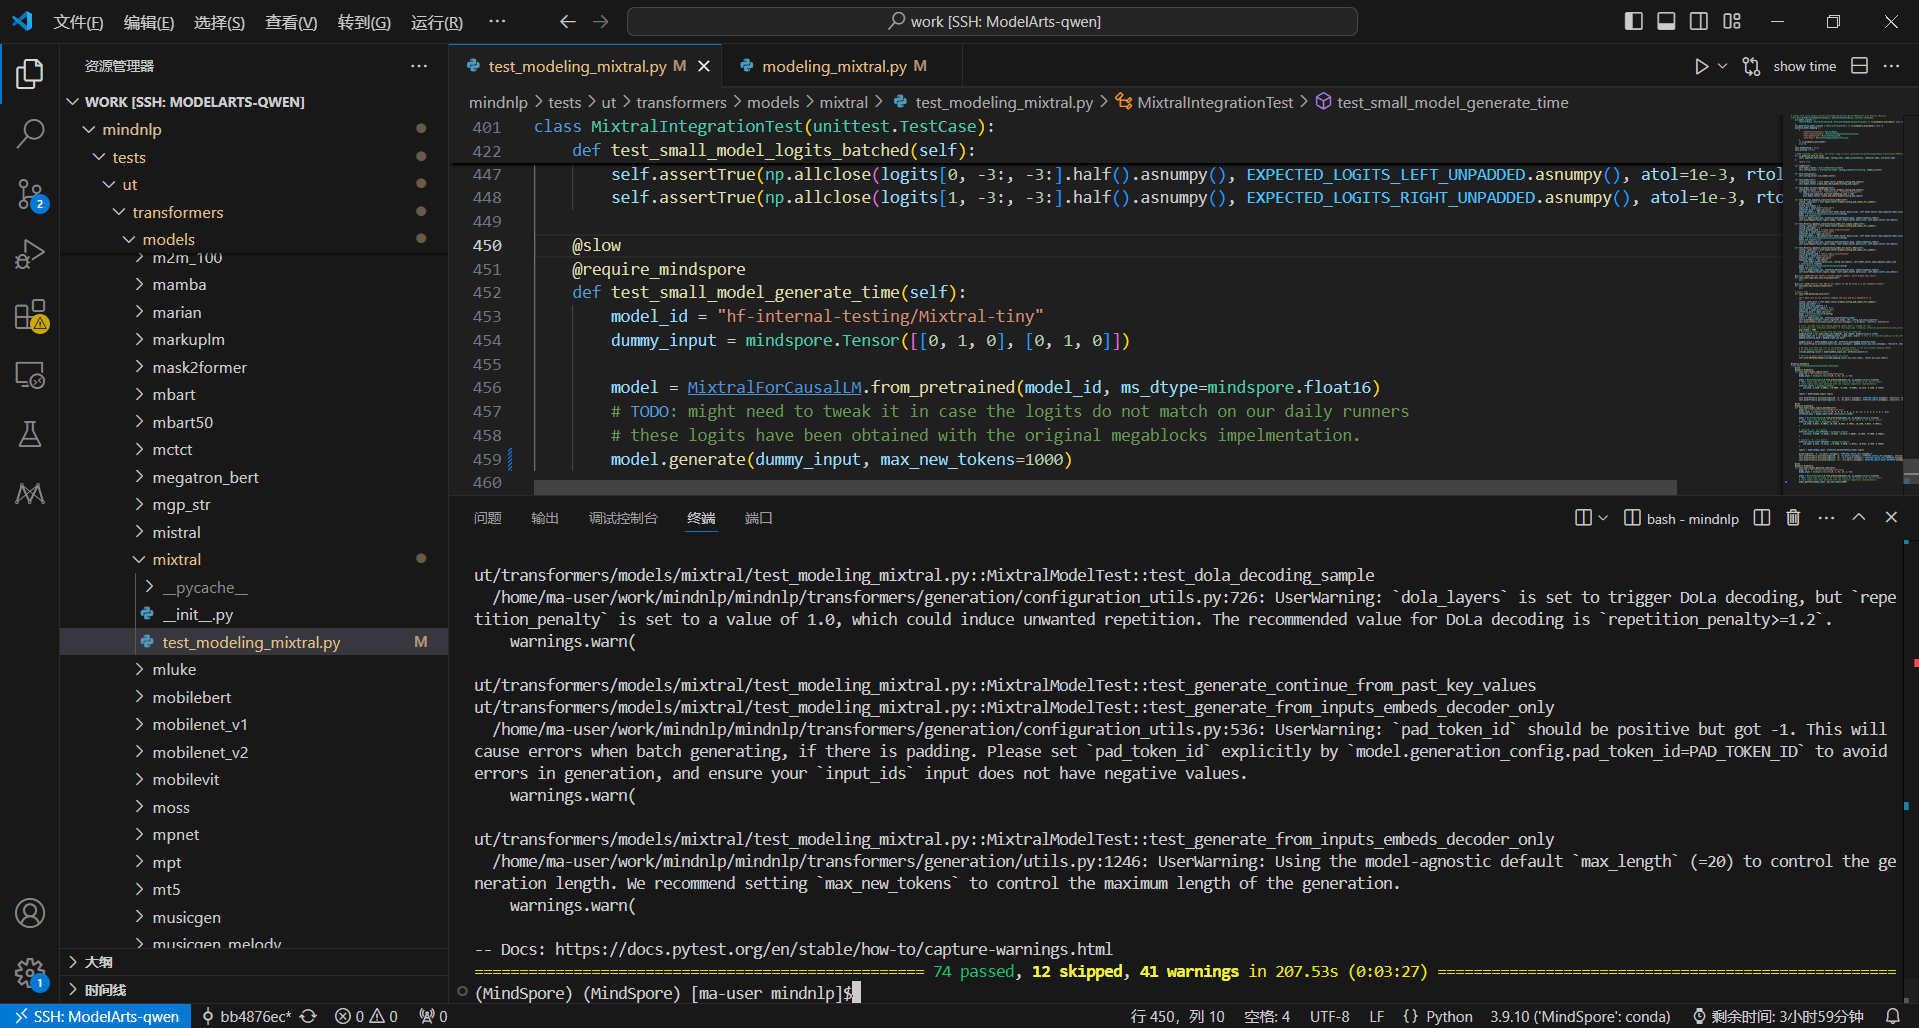 文件(F) 编辑(E) 选择(S) 查看(V) 转到(G) 运行(R) ··· work [SSH: ModelArts-qwen]
资源管理器
WORK [SSH: MODELARTS-QWEN]
mindnlp
tests
ut
transformers
models
m2m_100
mamba
marian
markuplm
mask2former
mbart
mbart50
mctct
megatron_bert
mgp_str
mistral
mixtral
__pycache__
__init__.py
test_modeling_mixtral.py M
mluke
mobilebert
mobilenet_v1
mobilenet_v2
mobilevit
moss
mpnet
mpt
mt5
musicgen
musicgen_melody
大纲
时间线
2
1
test_modeling_mixtral.py M
modeling_mixtral.py M
show time
mindnlp > tests > ut > transformers > models > mixtral > test_modeling_mixtral.py > MixtralIntegrationTest > test_small_model_generate_time
401 class MixtralIntegrationTest(unittest.TestCase):
422 def test_small_model_logits_batched(self):
447 self.assertTrue(np.allclose(logits[0, -3:, -3:].half().asnumpy(), EXPECTED_LOGITS_LEFT_UNPADDED.asnumpy(), atol=1e-3, rtol
448 self.assertTrue(np.allclose(logits[1, -3:, -3:].half().asnumpy(), EXPECTED_LOGITS_RIGHT_UNPADDED.asnumpy(), atol=1e-3, rto
449
450 @slow
451 @require_mindspore
452 def test_small_model_generate_time(self):
453 model_id = "hf-internal-testing/Mixtral-tiny"
454 dummy_input = mindspore.Tensor([[0, 1, 0], [0, 1, 0]])
455
456 model = MixtralForCausalLM.from_pretrained(model_id, ms_dtype=mindspore.float16)
457 # TODO: might need to tweak it in case the logits do not match on our daily runners
458 # these logits have been obtained with the original megablocks impelmentation.
459 model.generate(dummy_input, max_new_tokens=1000)
460
问题 输出 调试控制台 终端 端口
bash - mindnlp
ut/transformers/models/mixtral/test_modeling_mixtral.py::MixtralModelTest::test_dola_decoding_sample
/home/ma-user/work/mindnlp/mindnlp/transformers/generation/configuration_utils.py:726: UserWarning: `dola_layers` is set to trigger DoLa decoding, but `repe
tition_penalty` is set to a value of 1.0, which could induce unwanted repetition. The recommended value for DoLa decoding is `repetition_penalty>=1.2`.
warnings.warn(
ut/transformers/models/mixtral/test_modeling_mixtral.py::MixtralModelTest::test_generate_continue_from_past_key_values
ut/transformers/models/mixtral/test_modeling_mixtral.py::MixtralModelTest::test_generate_from_inputs_embeds_decoder_only
/home/ma-user/work/mindnlp/mindnlp/transformers/generation/configuration_utils.py:536: UserWarning: `pad_token_id` should be positive but got -1. This will
cause errors when batch generating, if there is padding. Please set `pad_token_id` explicitly by `model.generation_config.pad_token_id=PAD_TOKEN_ID` to avoid
errors in generation, and ensure your `input_ids` input does not have negative values.
warnings.warn(
ut/transformers/models/mixtral/test_modeling_mixtral.py::MixtralModelTest::test_generate_from_inputs_embeds_decoder_only
/home/ma-user/work/mindnlp/mindnlp/transformers/generation/utils.py:1246: UserWarning: Using the model-agnostic default `max_length` (=20) to control the ge
neration length. We recommend setting `max_new_tokens` to control the maximum length of the generation.
warnings.warn(
-- Docs: https://docs.pytest.org/en/stable/how-to/capture-warnings.html
================================================== 74 passed, 12 skipped, 41 warnings in 207.53s (0:03:27) ===================================================
(MindSpore) (MindSpore) [ma-user mindnlp]$
SSH: ModelArts-qwen bb4876ec* 0 0 0 行 450，列 10 空格: 4 UTF-8 LF {} Python 3.9.10 ('MindSpore': conda) 剩余时间: 3小时59分钟